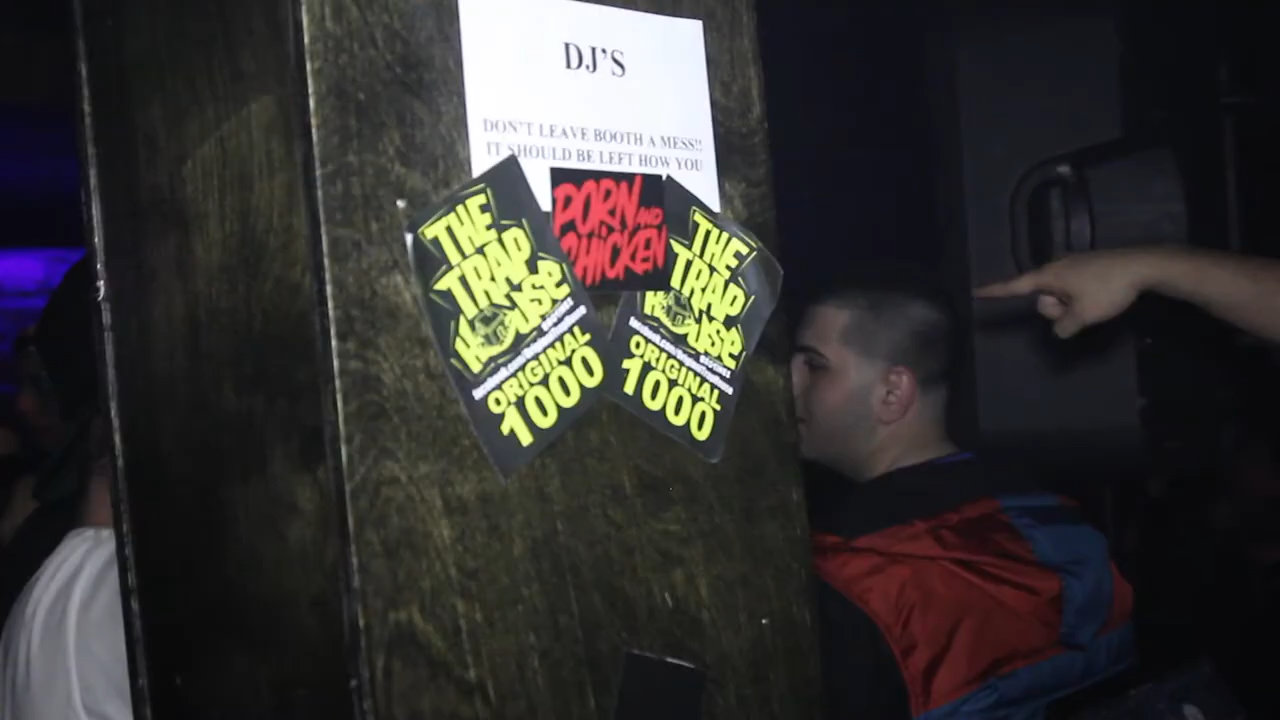 DJ'S
DON'T LEAVE BOOTH A MESS!!
IT SHOULD BE LEFT HOW YOU
PORN AND
CHICKEN
THE
TRAP
HOUSE
ORIGINAL
1000
THE
TRAP
HOUSE
ORIGINAL
1000